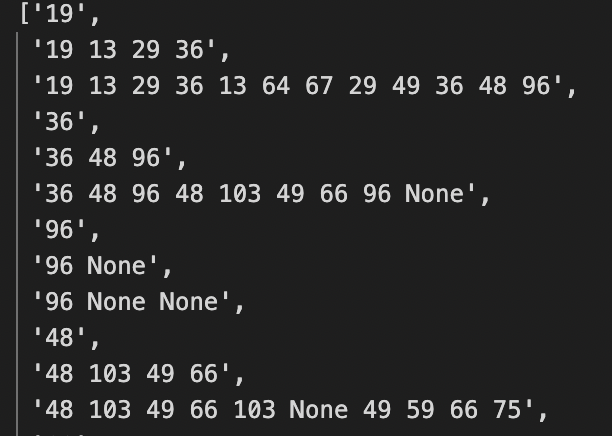 ['19',
'19 13 29 36',
'19 13 29 36 13 64 67 29 49 36 48 96',
'36',
'36 48 96',
'36 48 96 48 103 49 66 96 None',
'96',
'96 None',
'96 None None',
'48',
'48 103 49 66',
'48 103 49 66 103 None 49 59 66 75',